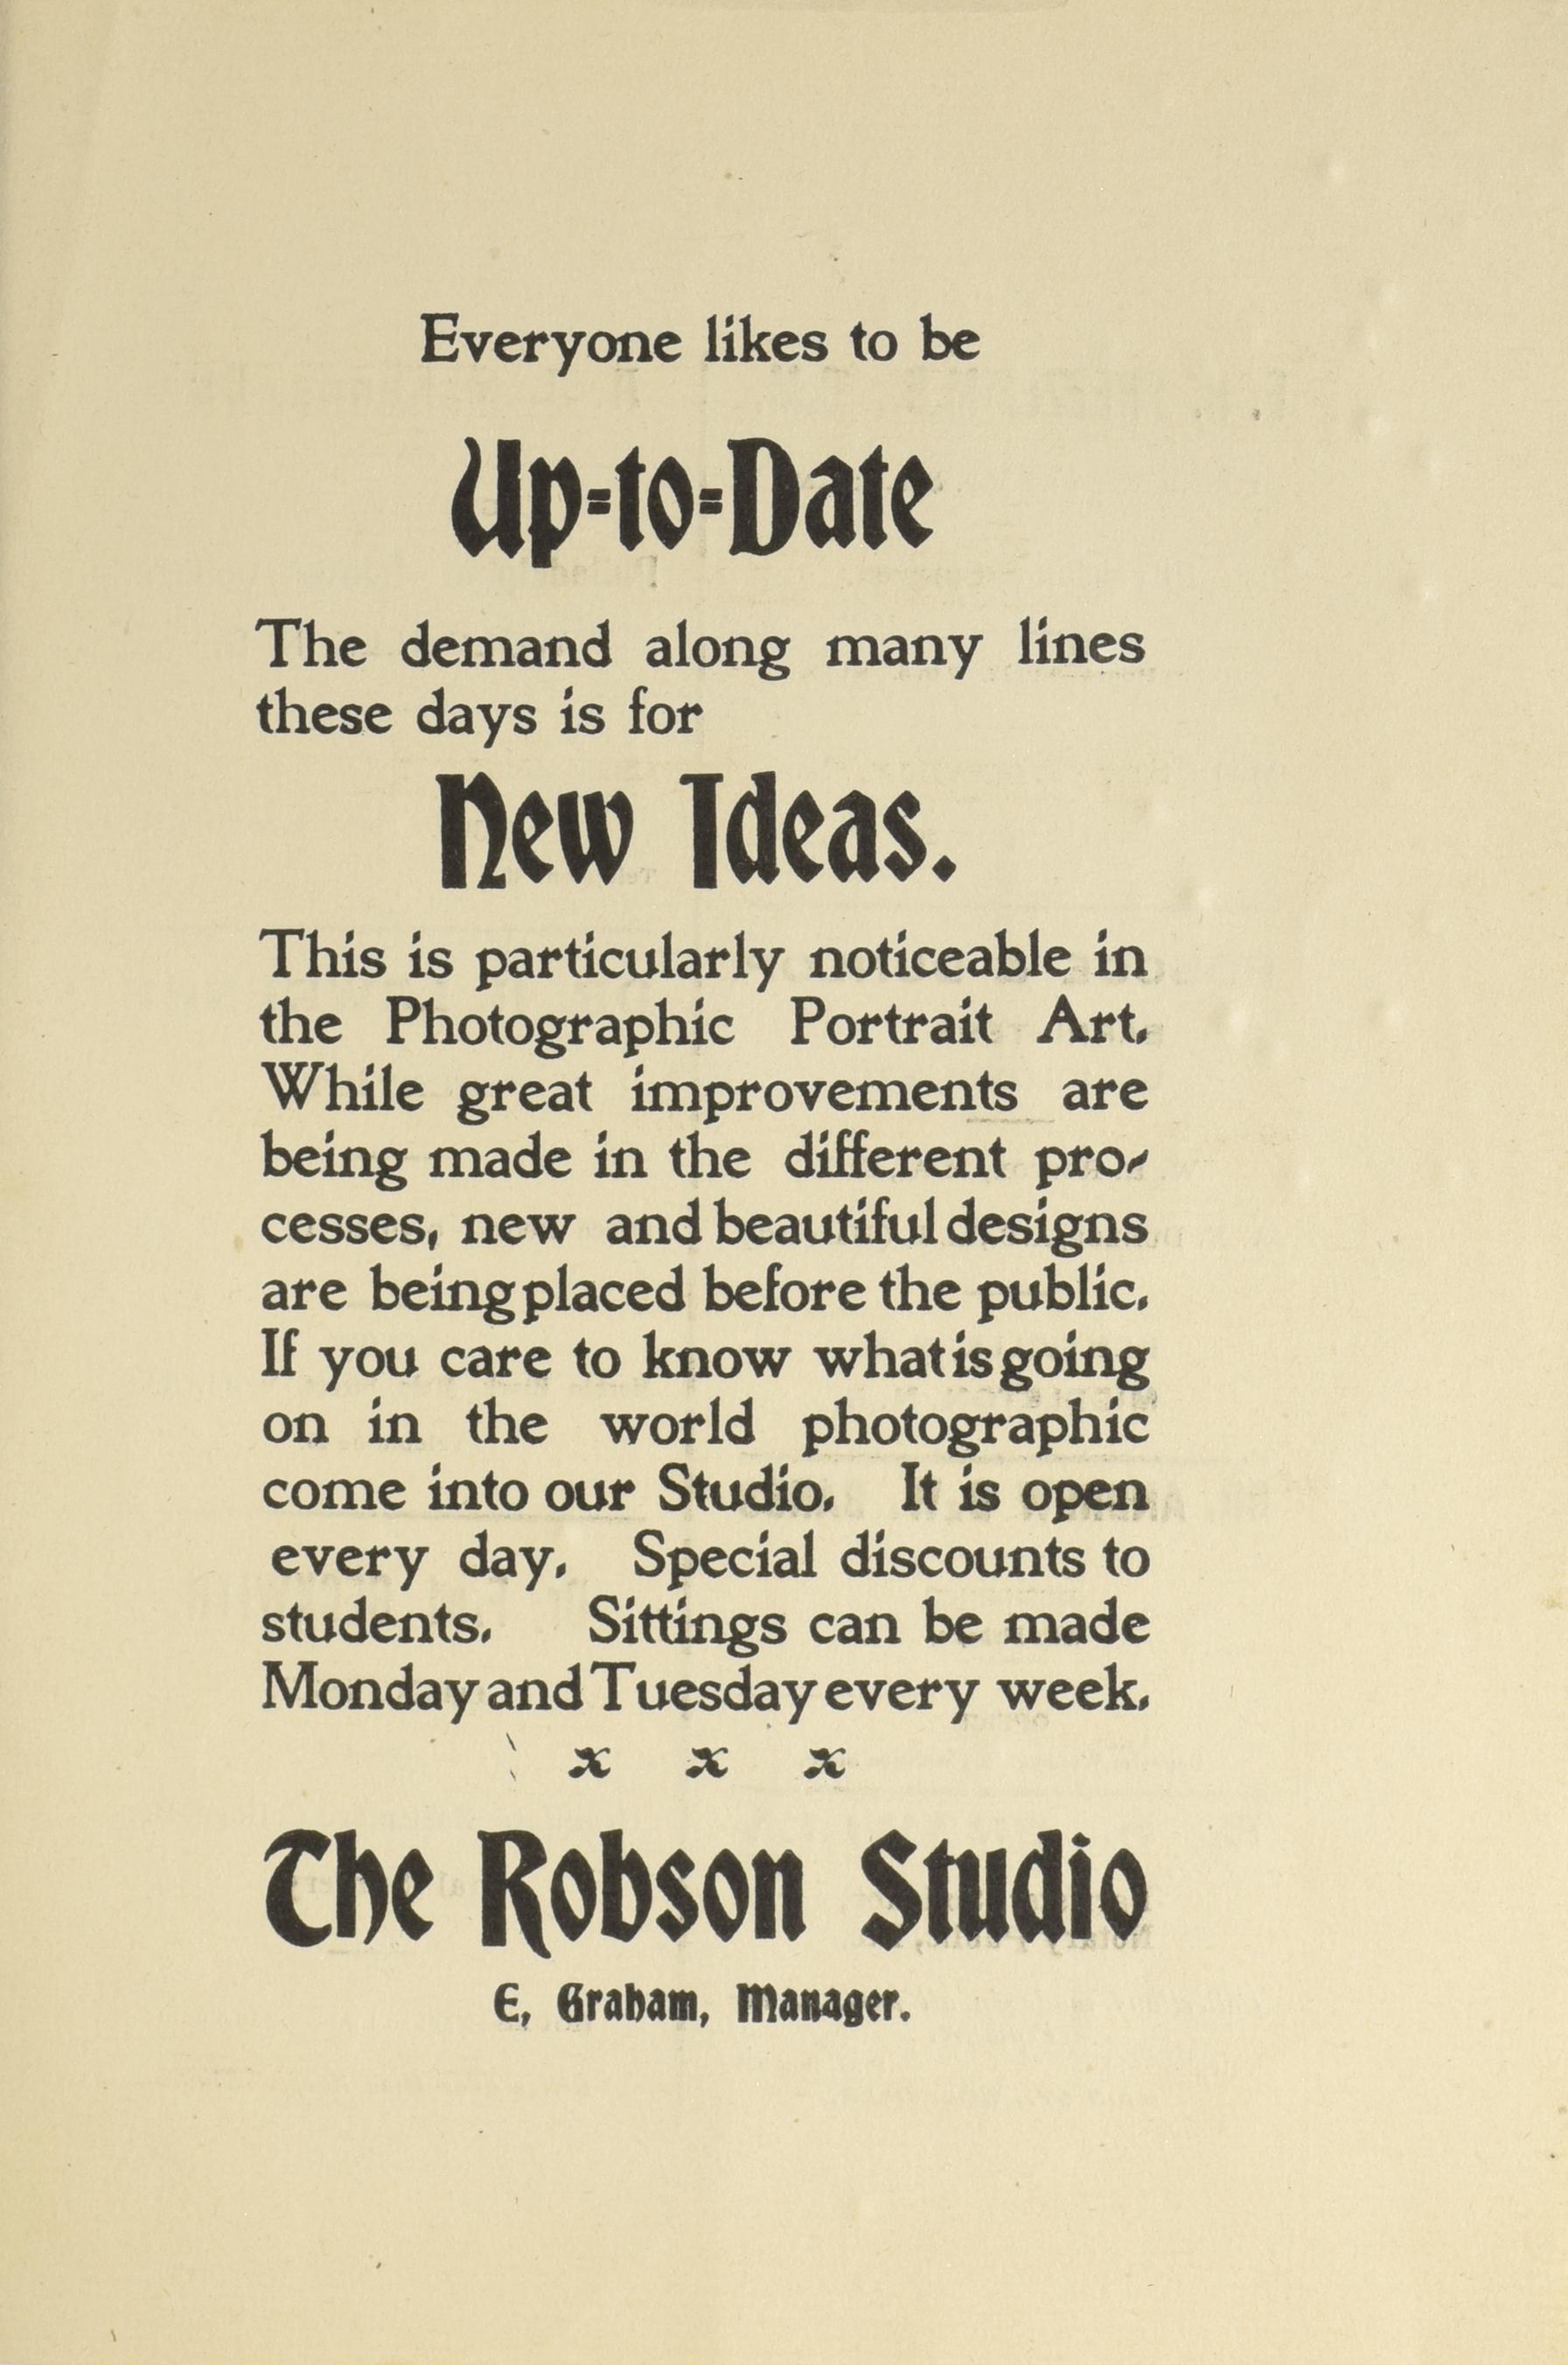 Everyone likes to be
Up-to-Date
The demand along many lines
these days is for
New Ideas.
This is particularly noticeable in
the Photographic Portrait Art.
While great improvements are
being made in the different pro-
cesses, new and beautiful designs
are being placed before the public.
If you care to know what is going
on in the world photographic
come into our Studio. It is open
every day. Special discounts to
students. Sittings can be made
Monday and Tuesday every week.
x x x
The Robson Studio
E, Graham, Manager.